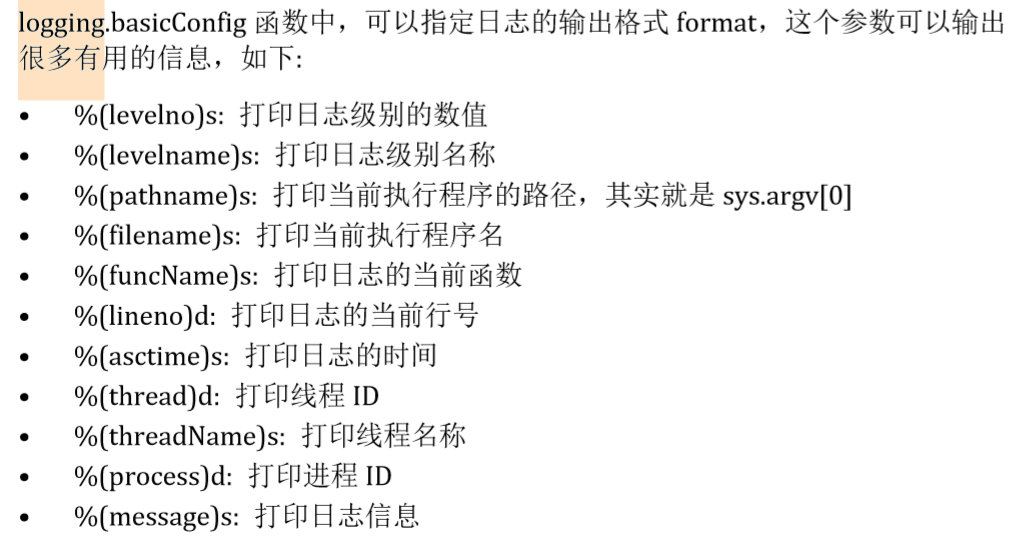 logging.basicConfig 函数中，可以指定日志的输出格式 format，这个参数可以输出
很多有用的信息，如下:
• %(levelno)s: 打印日志级别的数值
• %(levelname)s: 打印日志级别名称
• %(pathname)s: 打印当前执行程序的路径，其实就是 sys.argv[0]
• %(filename)s: 打印当前执行程序名
• %(funcName)s: 打印日志的当前函数
• %(lineno)d: 打印日志的当前行号
• %(asctime)s: 打印日志的时间
• %(thread)d: 打印线程 ID
• %(threadName)s: 打印线程名称
• %(process)d: 打印进程 ID
• %(message)s: 打印日志信息